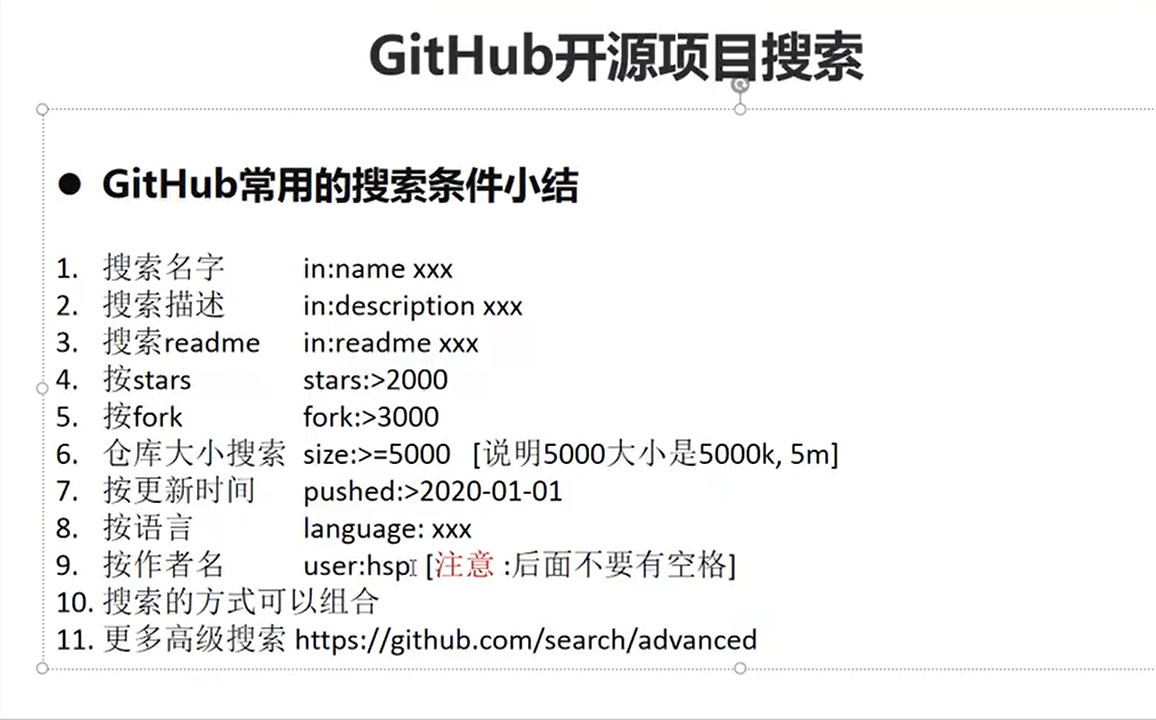 GitHub开源项目搜索
● GitHub常用的搜索条件小结
1. 搜索名字 in:name xxx
2. 搜索描述 in:description xxx
3. 搜索readme in:readme xxx
4. 按stars stars:>2000
5. 按fork fork:>3000
6. 仓库大小搜索 size:>=5000 [说明5000大小是5000k, 5m]
7. 按更新时间 pushed:>2020-01-01
8. 按语言 language: xxx
9. 按作者名 user:hsp [注意 :后面不要有空格]
10. 搜索的方式可以组合
11. 更多高级搜索 https://github.com/search/advanced